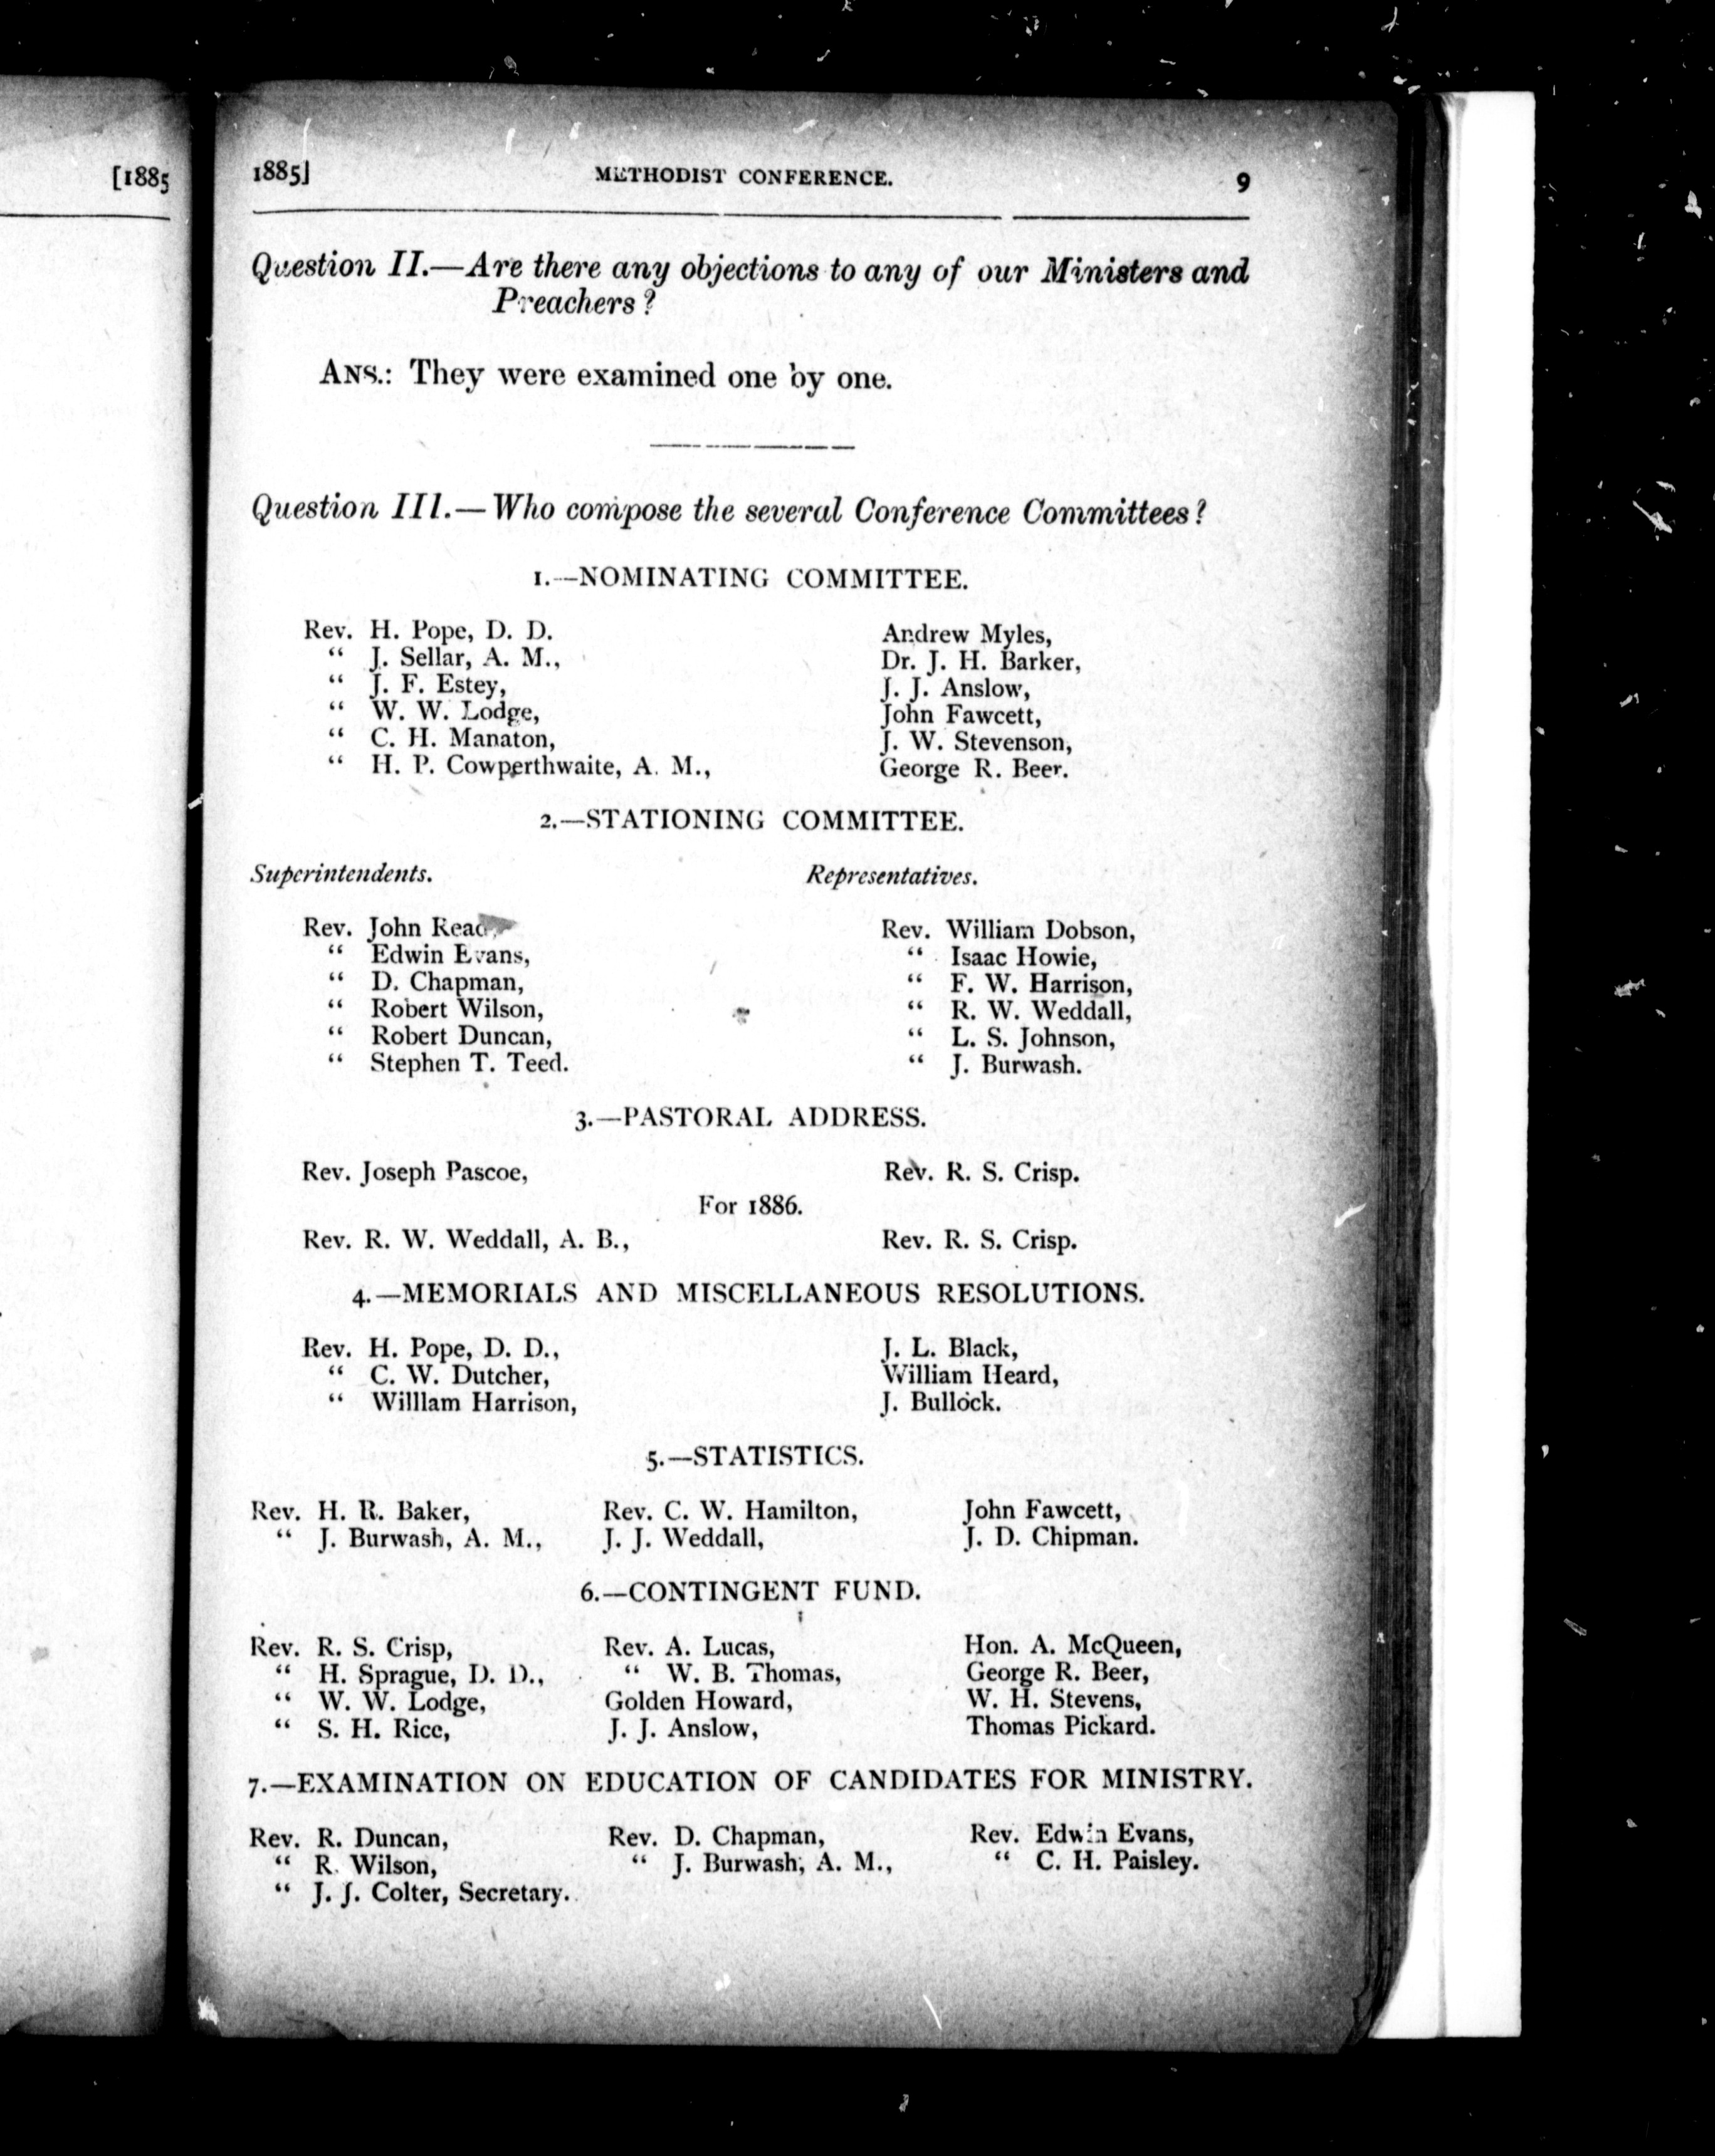 [1885
1885] METHODIST CONFERENCE. 9
Question II.—Are there any objections to any of our Ministers and
Preachers?
ANS.: They were examined one by one.
Question III.—Who compose the several Conference Committees?
1.—NOMINATING COMMITTEE.
Rev. H. Pope, D. D. Andrew Myles,
“ J. Sellar, A. M., Dr. J. H. Barker,
“ J. F. Estey, J. J. Anslow,
“ W. W. Lodge, John Fawcett,
“ C. H. Manaton, J. W. Stevenson,
“ H. P. Cowperthwaite, A. M., George R. Beer.
2.—STATIONING COMMITTEE.
Superintendents. Representatives.
Rev. John Read, Rev. William Dobson,
“ Edwin Evans, “ Isaac Howie,
“ D. Chapman, “ F. W. Harrison,
“ Robert Wilson, “ R. W. Weddall,
“ Robert Duncan, “ L. S. Johnson,
“ Stephen T. Teed. “ J. Burwash.
3.—PASTORAL ADDRESS.
Rev. Joseph Pascoe, Rev. R. S. Crisp.
For 1886.
Rev. R. W. Weddall, A. B., Rev. R. S. Crisp.
4.—MEMORIALS AND MISCELLANEOUS RESOLUTIONS.
Rev. H. Pope, D. D., J. L. Black,
“ C. W. Dutcher, William Heard,
“ Willlam Harrison, J. Bullock.
5.—STATISTICS.
Rev. H. R. Baker, Rev. C. W. Hamilton, John Fawcett,
“ J. Burwash, A. M., J. J. Weddall, J. D. Chipman.
6.—CONTINGENT FUND.
Rev. R. S. Crisp, Rev. A. Lucas, Hon. A. McQueen,
“ H. Sprague, D. D., “ W. B. Thomas, George R. Beer,
“ W. W. Lodge, Golden Howard, W. H. Stevens,
“ S. H. Rice, J. J. Anslow, Thomas Pickard.
7.—EXAMINATION ON EDUCATION OF CANDIDATES FOR MINISTRY.
Rev. R. Duncan, Rev. D. Chapman, Rev. Edwin Evans,
“ R. Wilson, “ J. Burwash, A. M., “ C. H. Paisley.
“ J. J. Colter, Secretary.